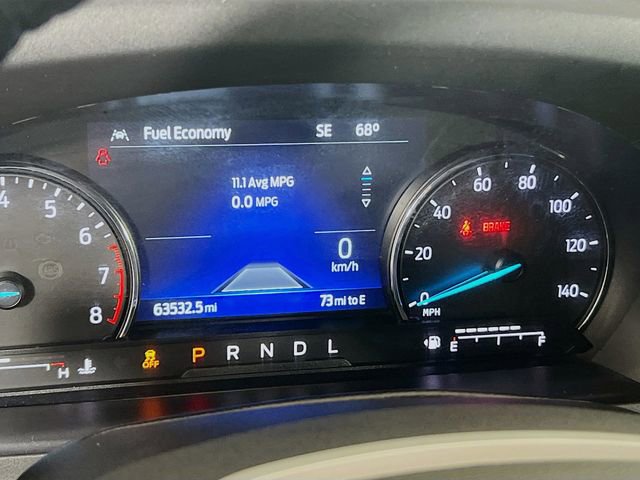 Fuel Economy SE 68°
11.1 Avg MPG
0.0 MPG
0
km/h
63532.5 mi 73 mi to E
4 5 6 7 8
0 20 40 60 80 100 120 140
MPH
BRAKE
H
OFF
P R N D L
E F